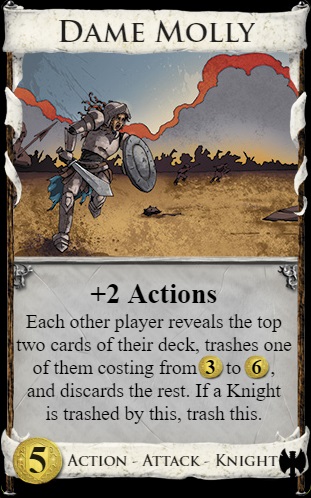 DAME MOLLY
+2 Actions
Each other player reveals the top
two cards of their deck, trashes one
of them costing from 3 to 6,
and discards the rest. If a Knight
is trashed by this, trash this.
5 ACTION - ATTACK - KNIGHT